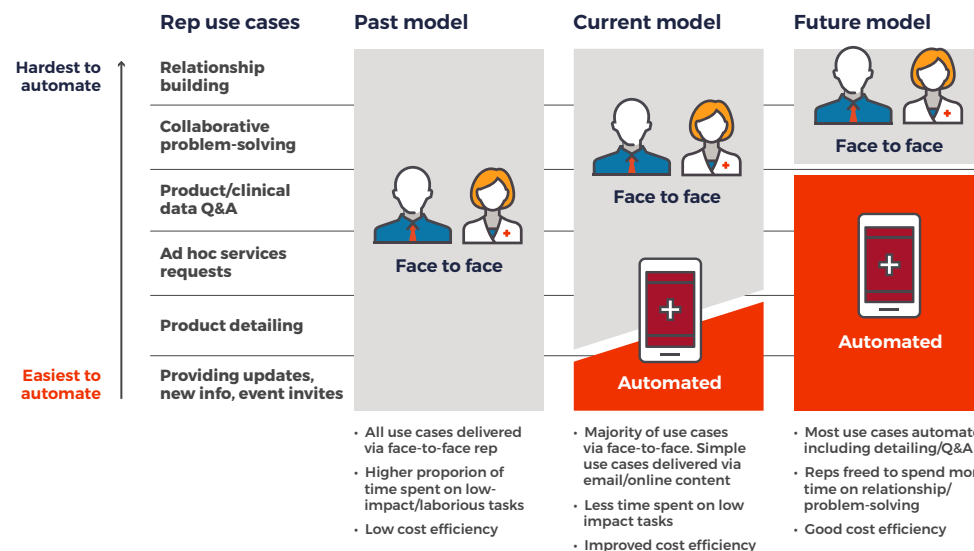 Rep use cases
Past model
Current model
Future model
Hardest to
automate
Relationship
building
Collaborative
problem-solving
Product/clinical
data Q&A
Ad hoc services
requests
Product detailing
Easiest to
automate
Providing updates,
new info, event invites
Face to face
Face to face
Automated
Face to face
Automated
• All use cases delivered
via face-to-face rep
• Higher proporion of
time spent on low-
impact/laborious tasks
• Low cost efficiency
• Majority of use cases
via face-to-face. Simple
use cases delivered via
email/online content
• Less time spent on low
impact tasks
• Improved cost efficiency
• Most use cases automate
including detailing/Q&A
• Reps freed to spend mor
time on relationship/
problem-solving
• Good cost efficiency